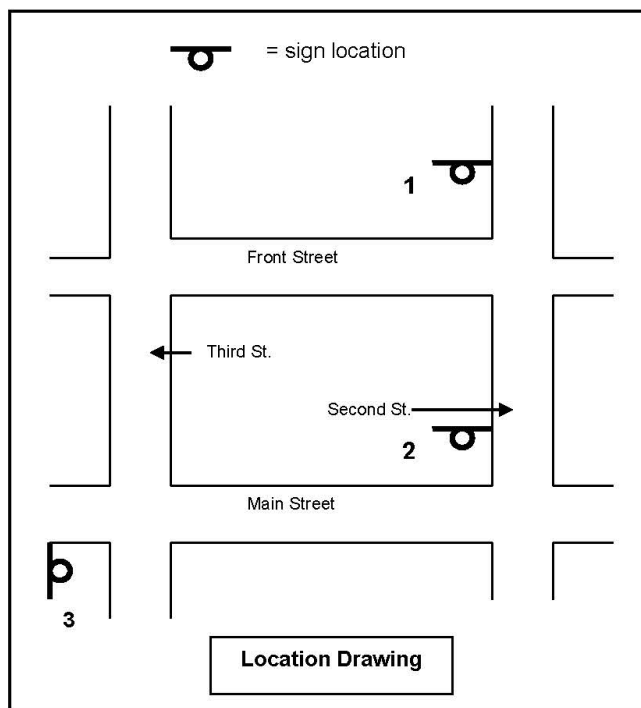 = sign location
1
Front Street
Third St.
Second St.
2
Main Street
3
Location Drawing